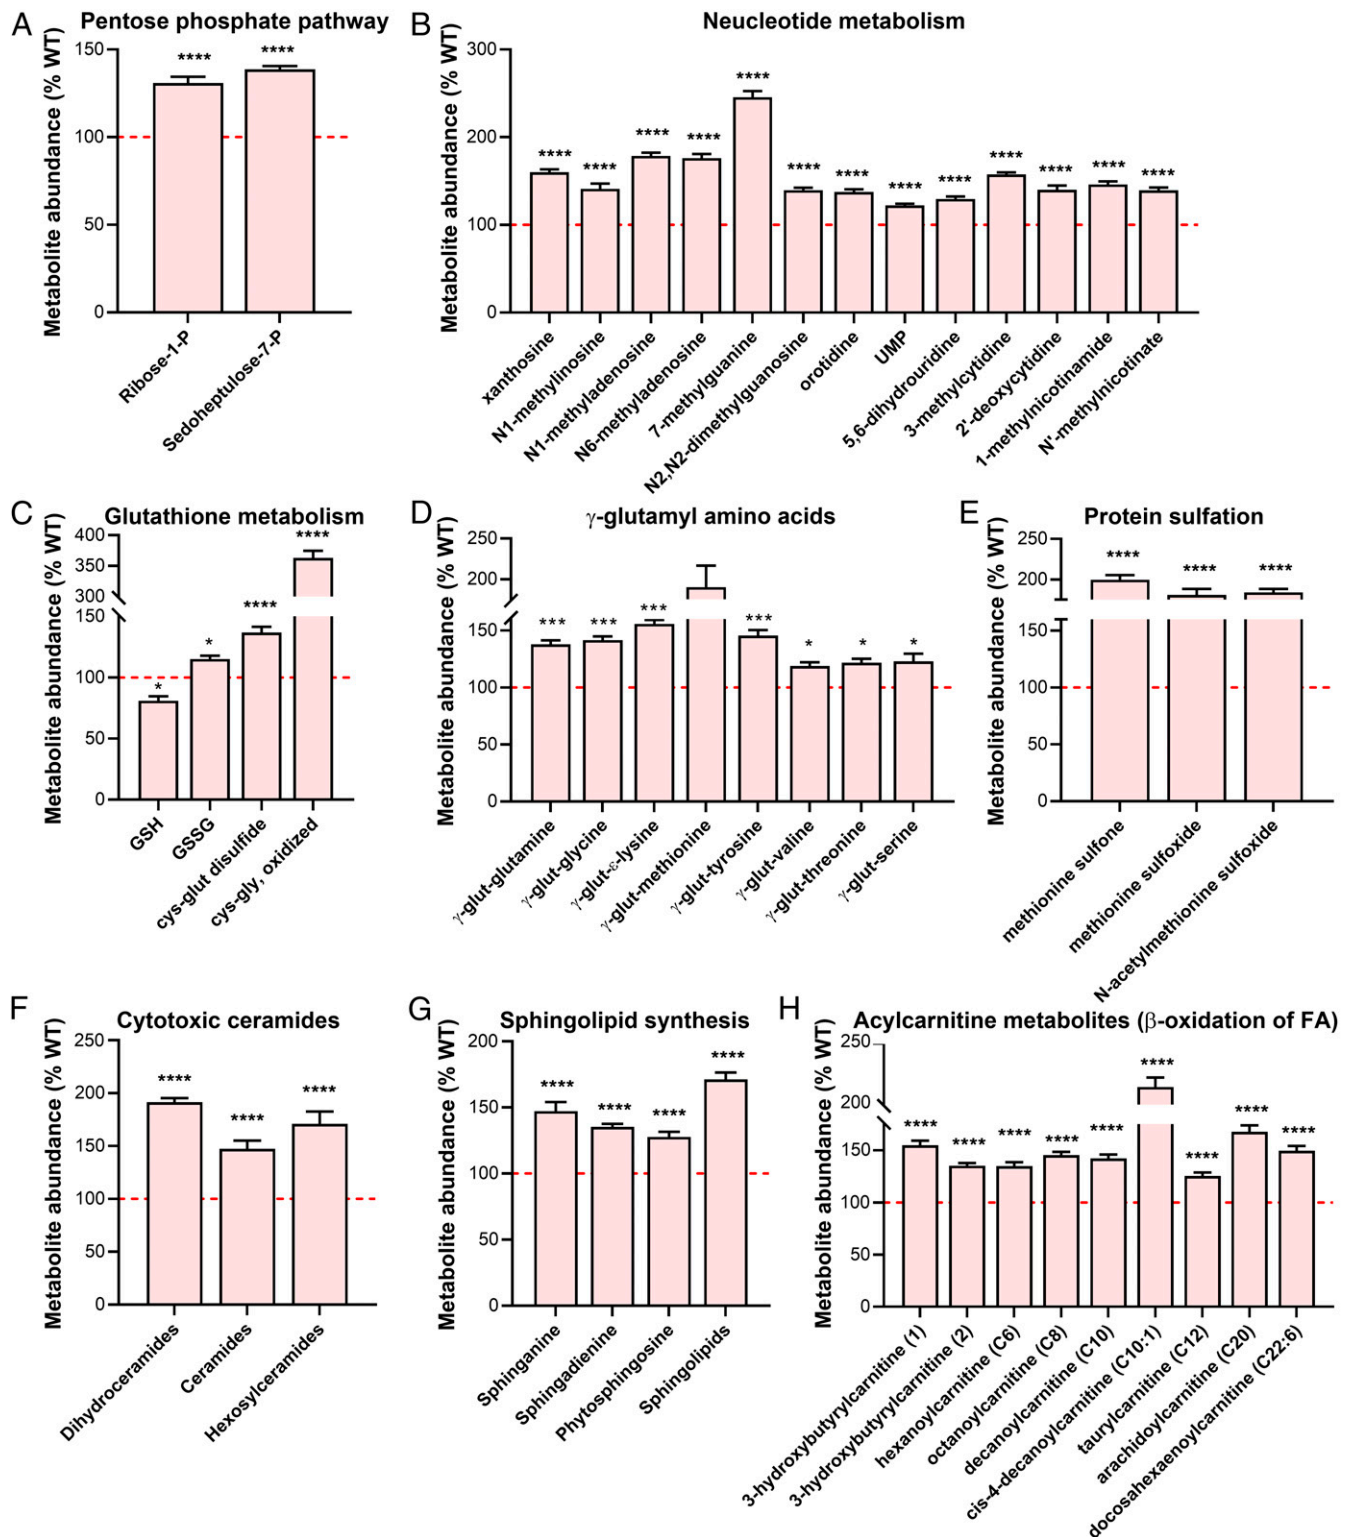 A
Pentose phosphate pathway
Metabolite abundance (% WT)
150
100
50
0
****
****
Ribose-1-P
Sedoheptulose-7-P
B
Neucleotide metabolism
Metabolite abundance (% WT)
300
200
100
0
****
****
****
****
****
****
****
****
****
****
****
****
****
xanthosine
N1-methylinosine
N1-methyladenosine
N6-methyladenosine
7-methylguanine
N2,N2-dimethylguanosine
orotidine
UMP
5,6-dihydrouridine
3-methylcytidine
2'-deoxycytidine
1-methylnicotinamide
N'-methylnicotinate
C
Glutathione metabolism
Metabolite abundance (% WT)
400
350
300
150
100
50
0
*
*
****
****
GSH
GSSG
cys-glut disulfide
cys-gly, oxidized
D
γ-glutamyl amino acids
Metabolite abundance (% WT)
250
200
150
100
50
0
***
***
***
***
*
*
*
γ-glut-glutamine
γ-glut-glycine
γ-glut-ε-lysine
γ-glut-methionine
γ-glut-tyrosine
γ-glut-valine
γ-glut-threonine
γ-glut-serine
E
Protein sulfation
Metabolite abundance (% WT)
250
200
150
100
50
0
****
****
****
methionine sulfone
methionine sulfoxide
N-acetylmethionine sulfoxide
F
Cytotoxic ceramides
Metabolite abundance (% WT)
250
200
150
100
50
0
****
****
****
Dihydroceramides
Ceramides
Hexosylceramides
G
Sphingolipid synthesis
Metabolite abundance (% WT)
200
150
100
50
0
****
****
****
****
Sphinganine
Sphingadienine
Phytosphingosine
Sphingolipids
H
Acylcarnitine metabolites (β-oxidation of FA)
Metabolite abundance (% WT)
250
200
150
100
50
0
****
****
****
****
****
****
****
****
****
3-hydroxybutyrylcarnitine (1)
3-hydroxybutyrylcarnitine (2)
hexanoylcarnitine (C6)
octanoylcarnitine (C8)
decanoylcarnitine (C10)
cis-4-decanoylcarnitine (C10:1)
taurylcarnitine (C12)
arachidoylcarnitine (C20)
docosahexaenoylcarnitine (C22:6)